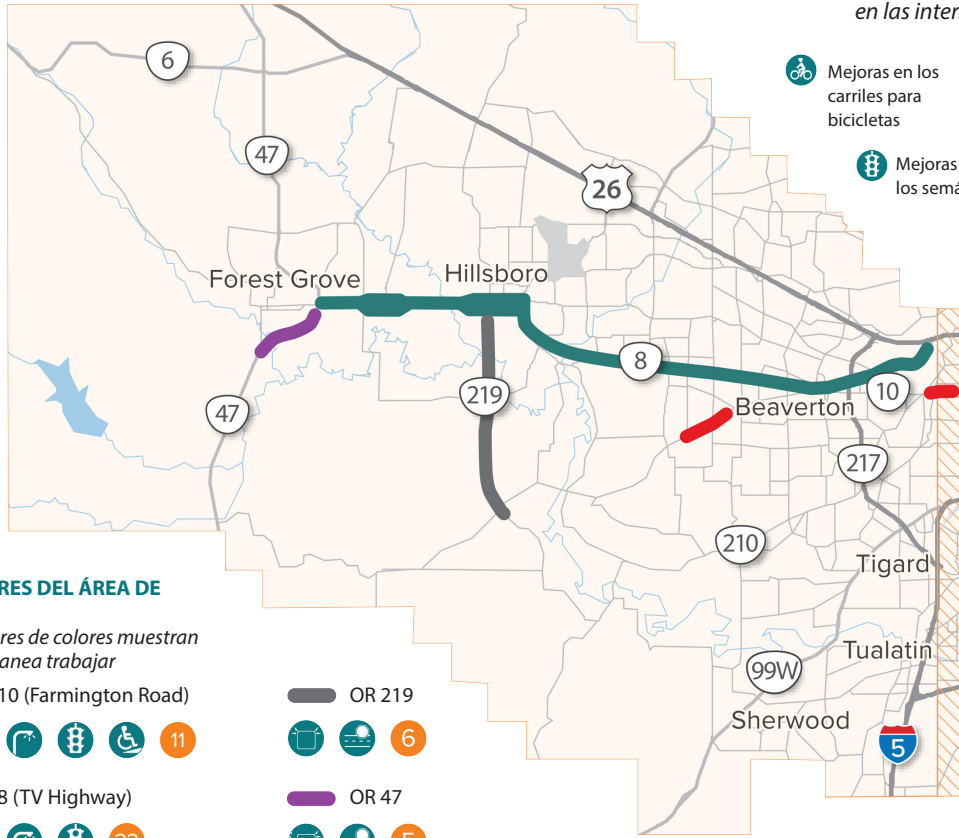 en las inter
Mejoras en los
carriles para
bicicletas
Mejoras
los semá
6
47
26
Forest Grove
Hillsboro
8
219
10
47
Beaverton
217
210
Tigard
Tualatin
99W
Sherwood
5
RES DEL ÁREA DE
res de colores muestran
anea trabajar
10 (Farmington Road)
11
OR 219
6
8 (TV Highway)
OR 47
5